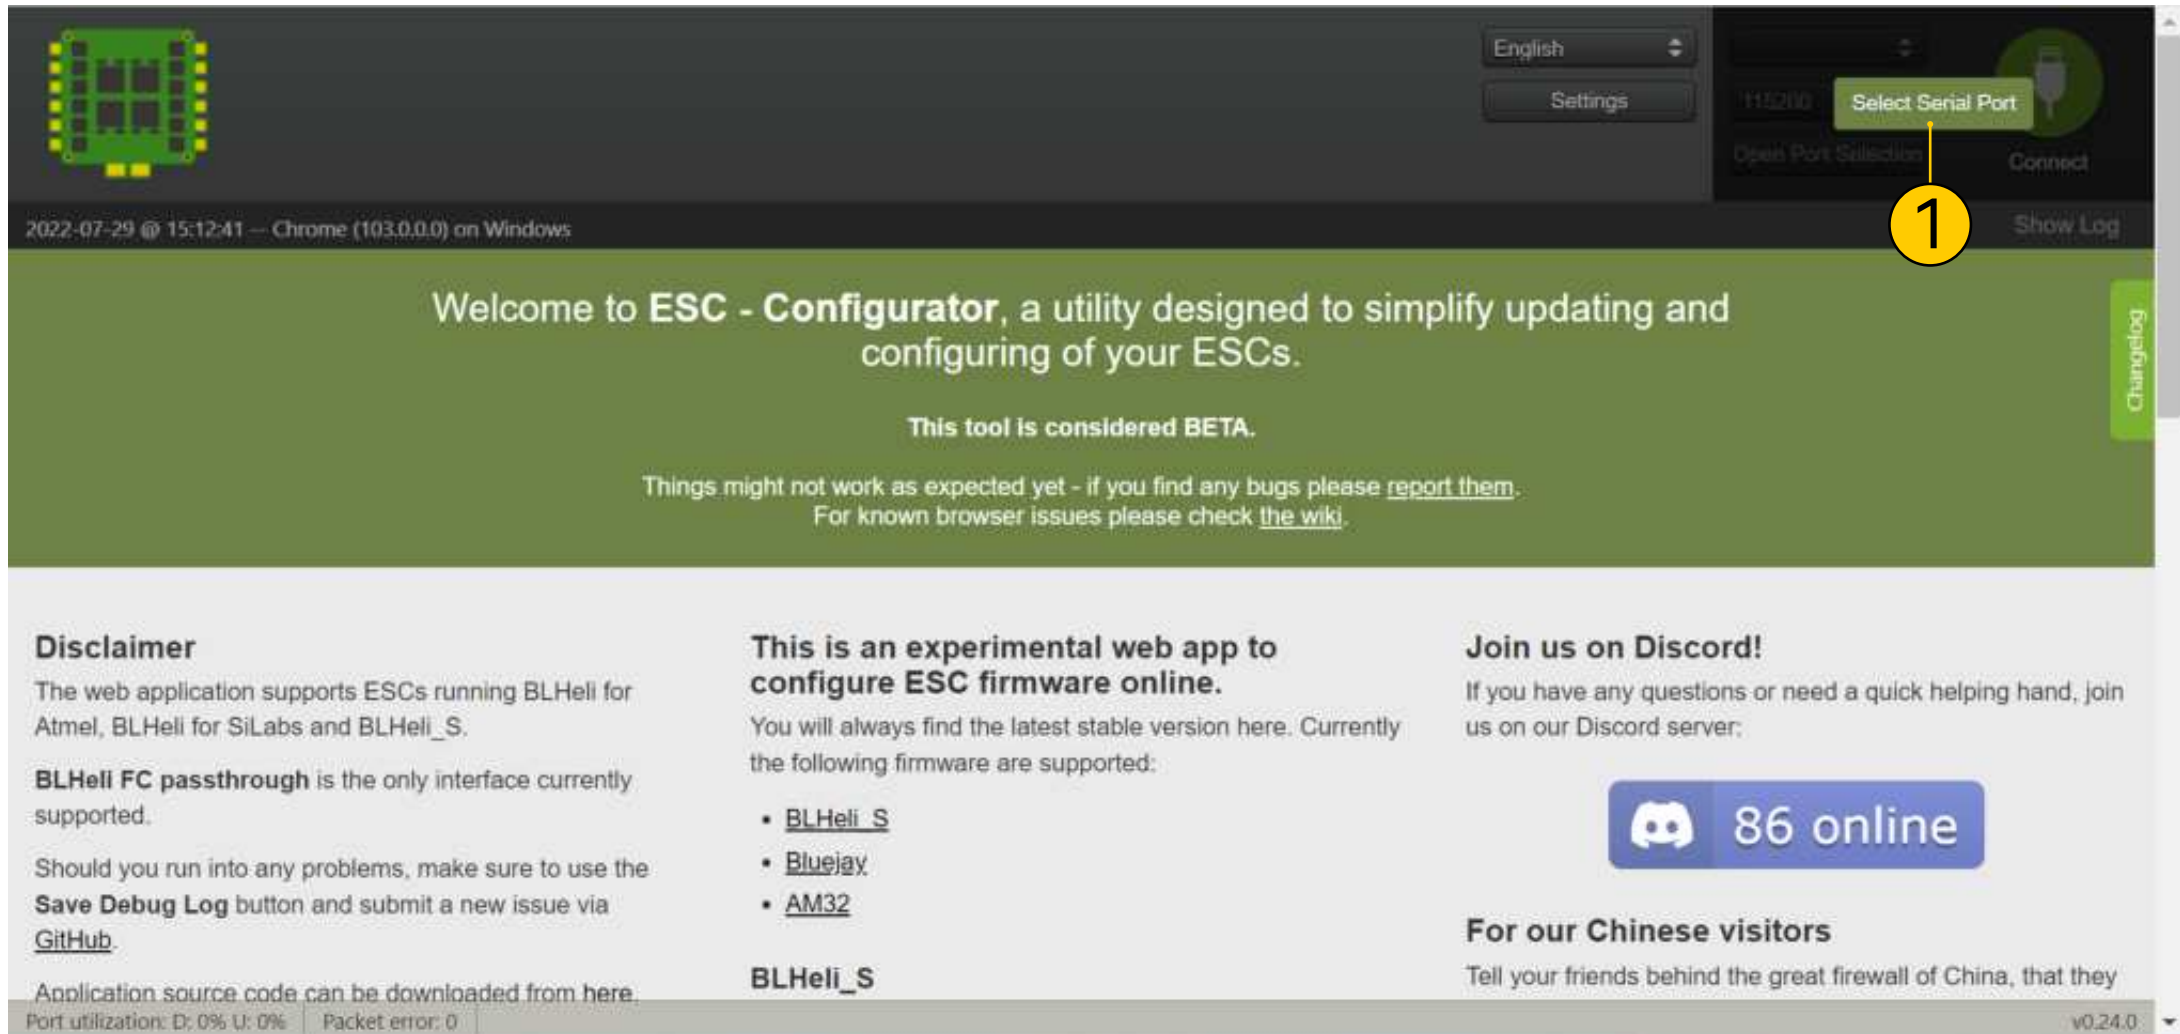 English
Settings
115200
Select Serial Port
Open Port Selection
Connect
1
2022-07-29 @ 15:12:41 -- Chrome (103.0.0.0) on Windows
Show Log
Welcome to ESC - Configurator, a utility designed to simplify updating and
configuring of your ESCs.
Changelog
This tool is considered BETA.
Things might not work as expected yet - if you find any bugs please report them.
For known browser issues please check the wiki.
Disclaimer
The web application supports ESCs running BLHeli for
Atmel, BLHeli for SiLabs and BLHeli_S.
BLHeli FC passthrough is the only interface currently
supported.
Should you run into any problems, make sure to use the
Save Debug Log button and submit a new issue via
GitHub.
Application source code can be downloaded from here.
This is an experimental web app to
configure ESC firmware online.
You will always find the latest stable version here. Currently
the following firmware are supported:
• BLHeli_S
• Bluejay
• AM32
BLHeli_S
Join us on Discord!
If you have any questions or need a quick helping hand, join
us on our Discord server:
86 online
For our Chinese visitors
Tell your friends behind the great firewall of China, that they
Port utilization: D: 0% U: 0%
Packet error: 0
v0.24.0